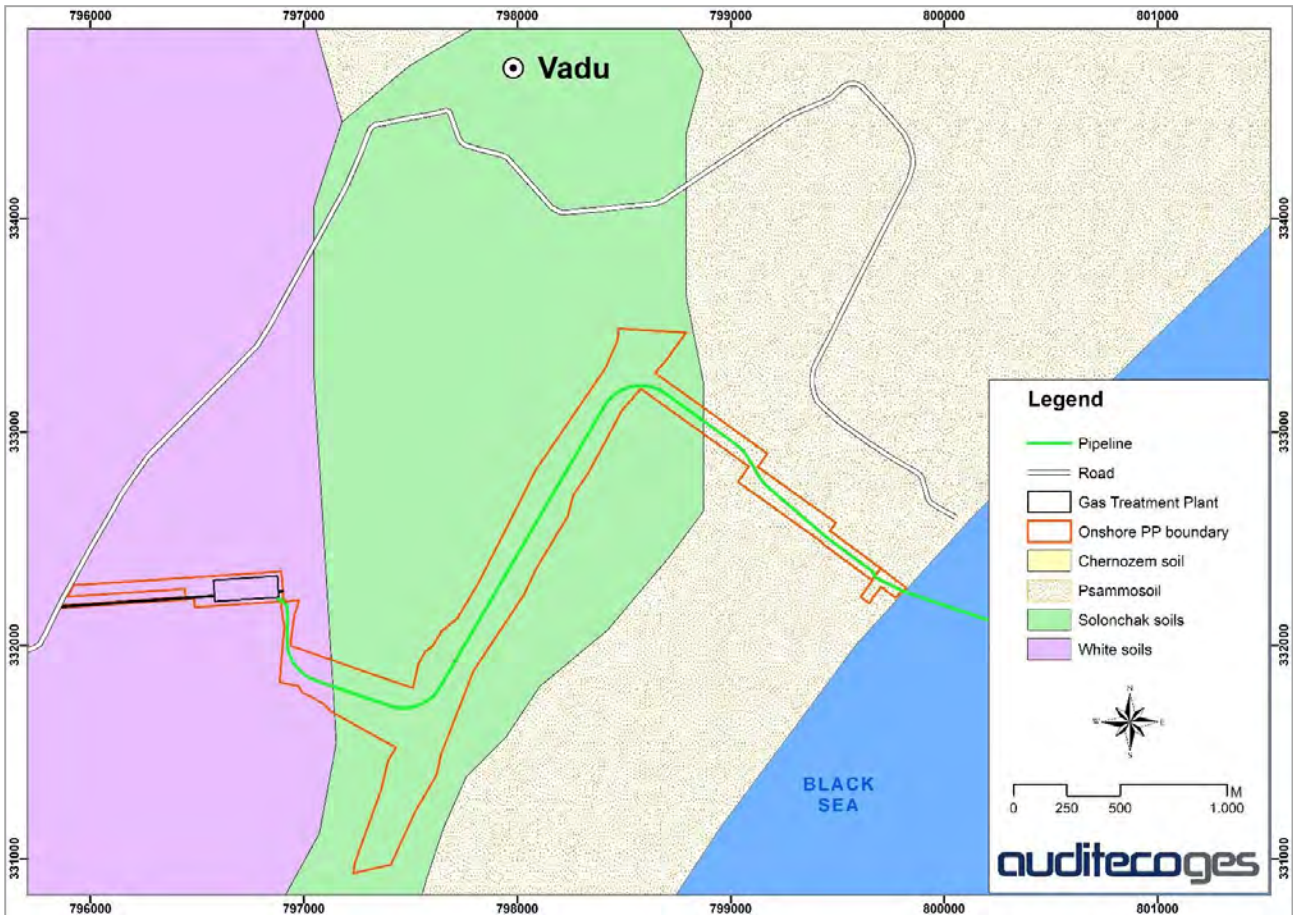 796000 797000 798000 799000 800000 801000
Vadu
334000 334000
333000 333000
332000 332000
331000 331000
BLACK
SEA
Legend
Pipeline
Road
Gas Treatment Plant
Onshore PP boundary
Chernozem soil
Psammosoil
Solonchak soils
White soils
N
W E
S
M
0 250 500 1.000
auditecoges
796000 797000 798000 799000 800000 801000